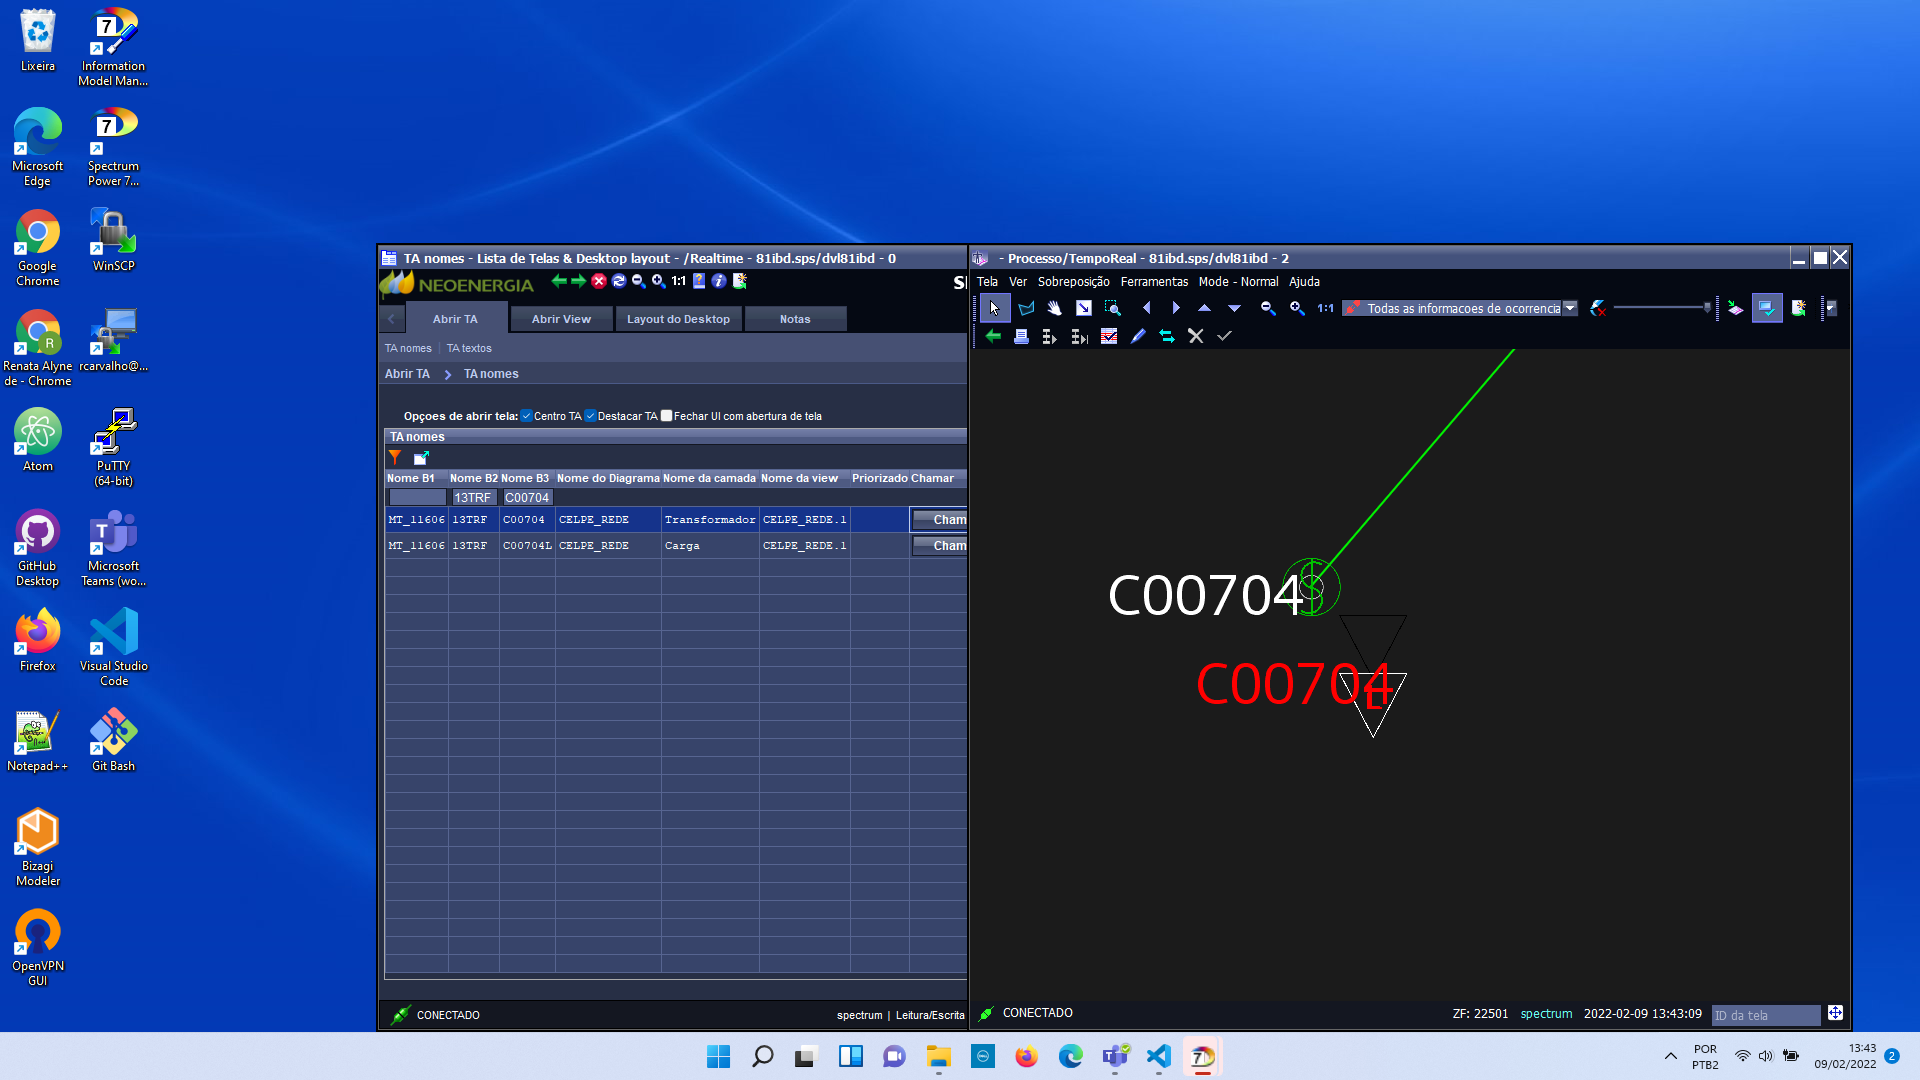 Lixeira
Information
Model Man...
Microsoft
Edge
Spectrum
Power 7...
Google
Chrome
WinSCP
Renata Alyne
de - Chrome
rcarvalho@...
Atom
PuTTY
(64-bit)
GitHub
Desktop
Microsoft
Teams (wo...
Firefox
Visual Studio
Code
Notepad++
Git Bash
Bizagi
Modeler
OpenVPN
GUI
TA nomes - Lista de Telas & Desktop layout - /Realtime - 81ibd.sps/dvl81ibd - 0
NEOENERGIA
1:1
Abrir TA
Abrir View
Layout do Desktop
Notas
TA nomes
TA textos
Abrir TA
TA nomes
Opçoes de abrir tela: Centro TA Destacar TA Fechar UI com abertura de tela
TA nomes
Nome B1 Nome B2 Nome B3 Nome do Diagrama Nome da camada Nome da view Priorizado Chamar
13TRF C00704
MT_11606 13TRF C00704 CELPE_REDE Transformador CELPE_REDE.1 Cham
MT_11606 13TRF C00704L CELPE_REDE Carga CELPE_REDE.1 Cham
CONECTADO
spectrum | Leitura/Escrita
- Processo/TempoReal - 81ibd.sps/dvl81ibd - 2
Tela Ver Sobreposição Ferramentas Mode - Normal Ajuda
1:1
Todas as informacoes de ocorrencia
C00704
C00704
L
CONECTADO
ZF: 22501 spectrum 2022-02-09 13:43:09 ID da tela
POR
PTB2
13:43
09/02/2022
2